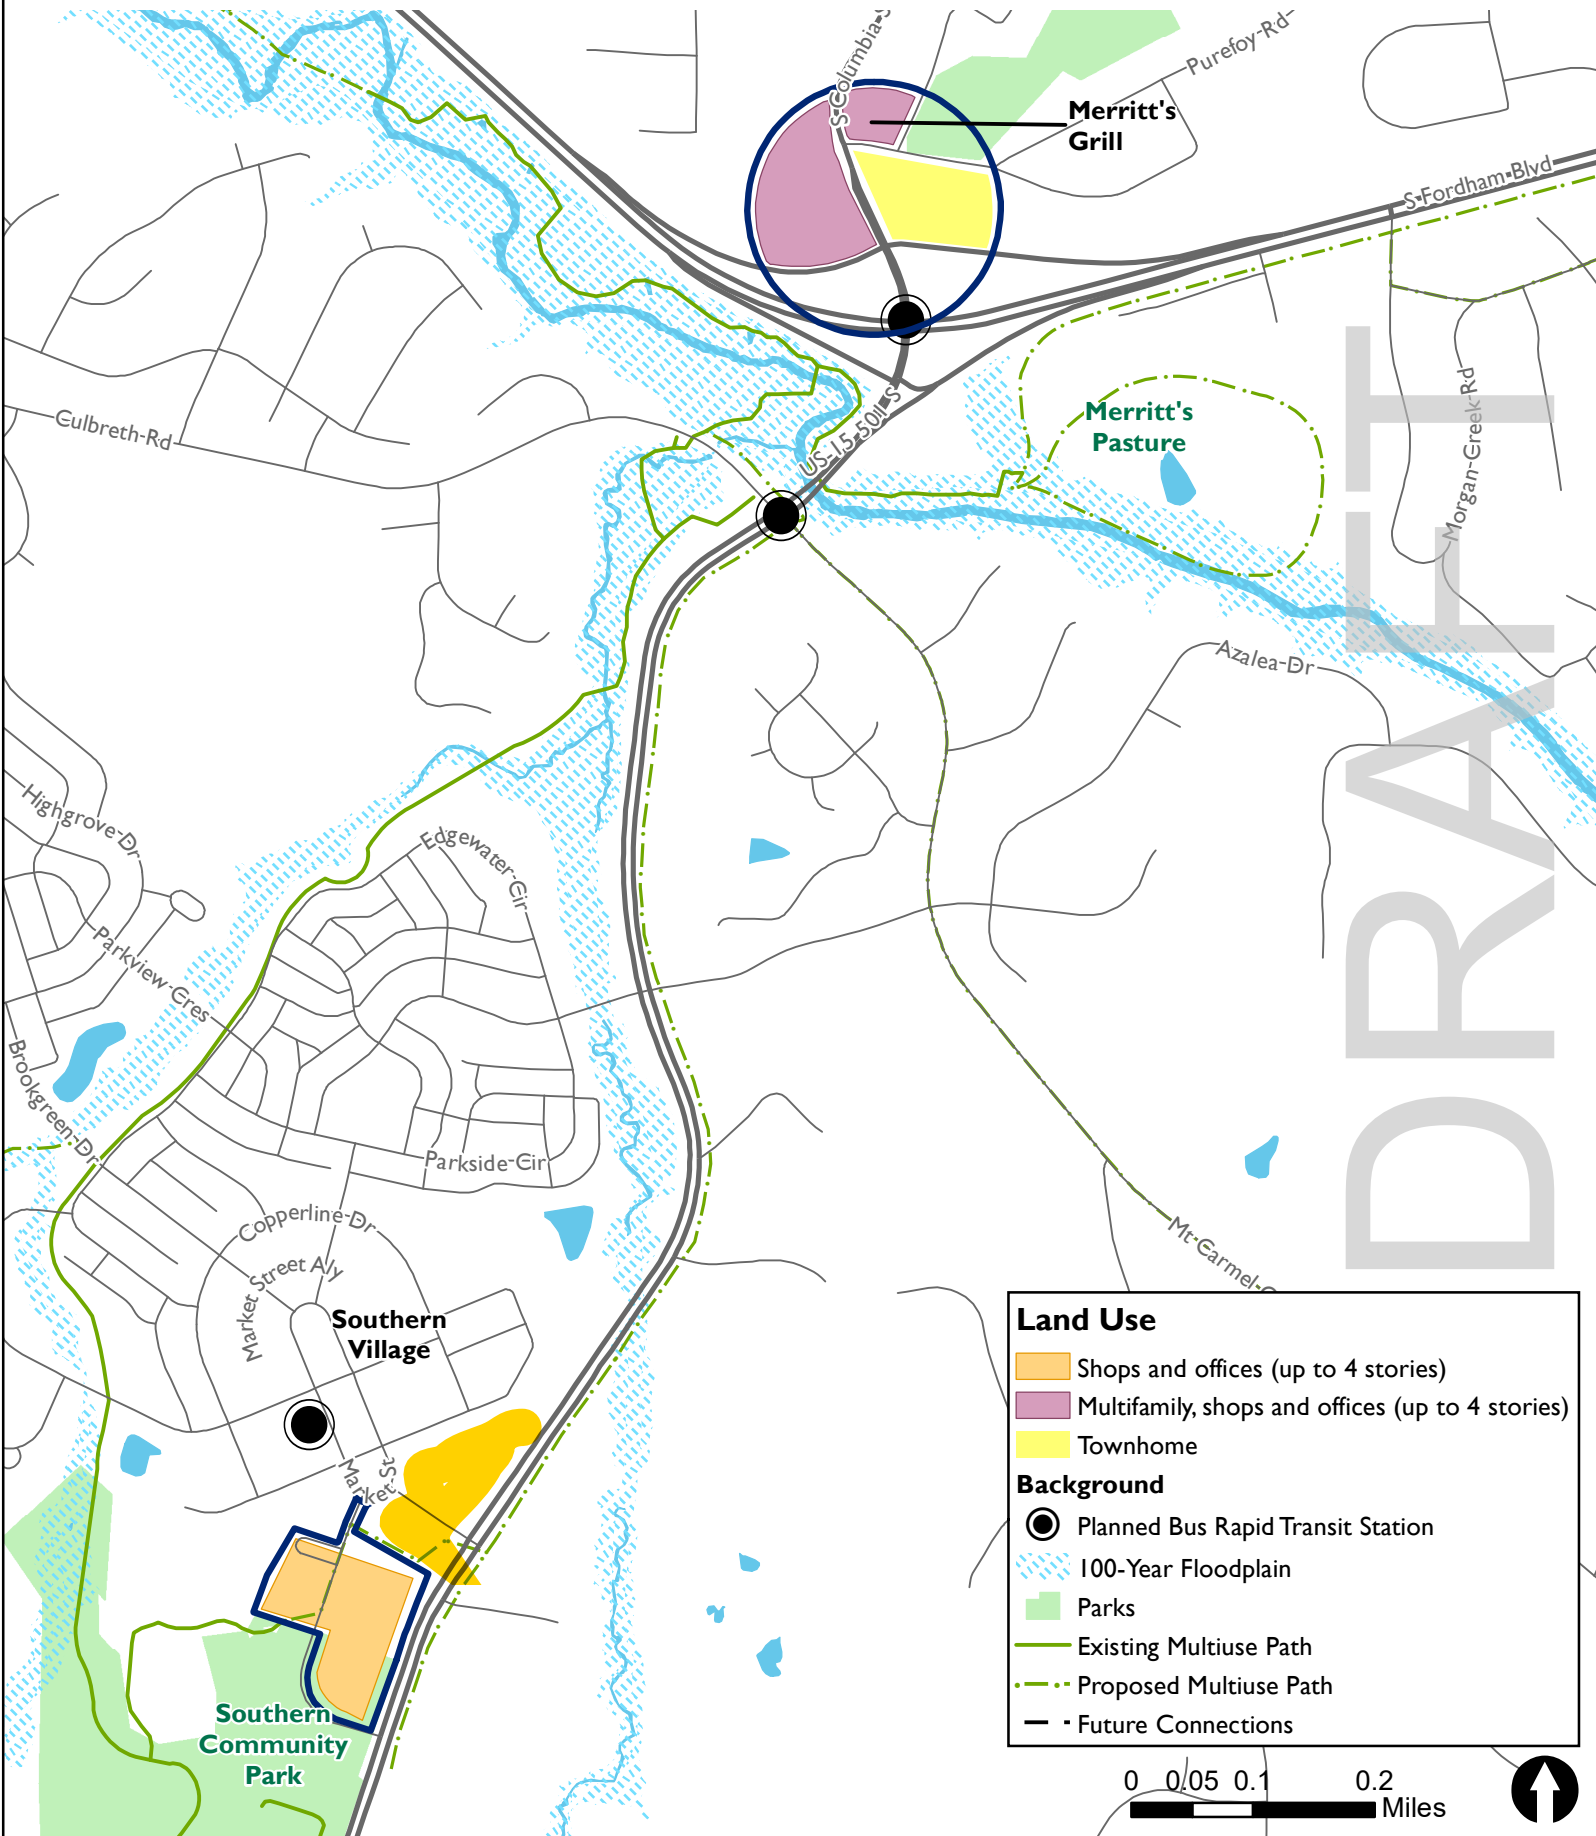 S-Columbia-S
Purefoy-Rd
Merritt's
Grill
S-Fordham-Blvd
Culbreth-Rd
US-15-501-S
Merritt's
Pasture
Morgan-Creek-Rd
Azalea-Dr
DRAFT
Highgrove-Dr
Edgewater-Cir
Parkview-Cres
Brookgreen-Dr
Parkside-Cir
Copperline-Dr
Market Street Aly
Mt Carmel-C
Southern
Village
Market-St
Southern
Community
Park
Land Use
Shops and offices (up to 4 stories)
Multifamily, shops and offices (up to 4 stories)
Townhome
Background
Planned Bus Rapid Transit Station
100-Year Floodplain
Parks
Existing Multiuse Path
Proposed Multiuse Path
Future Connections
0 0.05 0.1 0.2
Miles